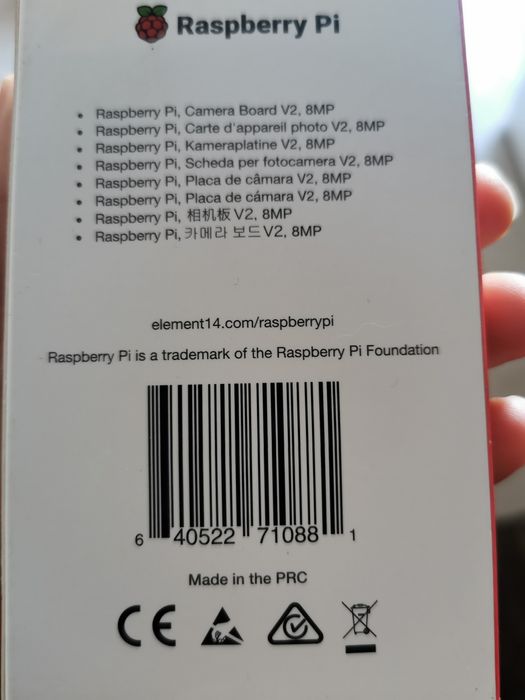 Raspberry Pi
• Raspberry Pi, Camera Board V2, 8MP
• Raspberry Pi, Carte d'appareil photo V2, 8MP
• Raspberry Pi, Kameraplatine V2, 8MP
• Raspberry Pi, Scheda per fotocamera V2, 8MP
• Raspberry Pi, Placa de câmara V2, 8MP
• Raspberry Pi, Placa de cámara V2, 8MP
• Raspberry Pi, 相机板 V2, 8MP
• Raspberry Pi, 카메라 보드 V2, 8MP
element14.com/raspberrypi
Raspberry Pi is a trademark of the Raspberry Pi Foundation
6 40522 71088 1
Made in the PRC
CE